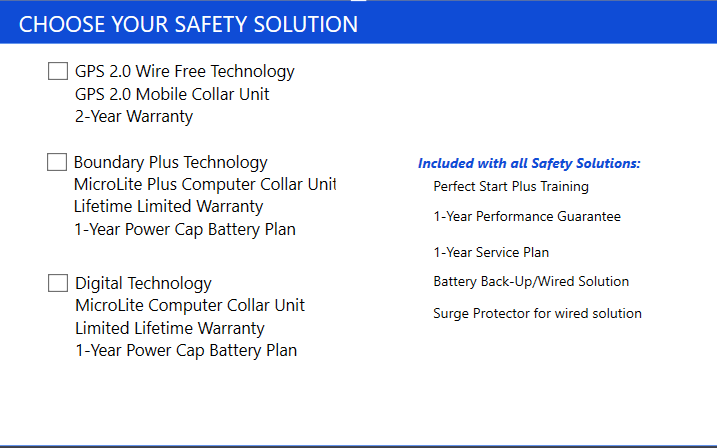 CHOOSE YOUR SAFETY SOLUTION
GPS 2.0 Wire Free Technology
GPS 2.0 Mobile Collar Unit
2-Year Warranty
Boundary Plus Technology
MicroLite Plus Computer Collar Unit
Lifetime Limited Warranty
1-Year Power Cap Battery Plan
Digital Technology
MicroLite Computer Collar Unit
Limited Lifetime Warranty
1-Year Power Cap Battery Plan
Included with all Safety Solutions:
Perfect Start Plus Training
1-Year Performance Guarantee
1-Year Service Plan
Battery Back-Up/Wired Solution
Surge Protector for wired solution